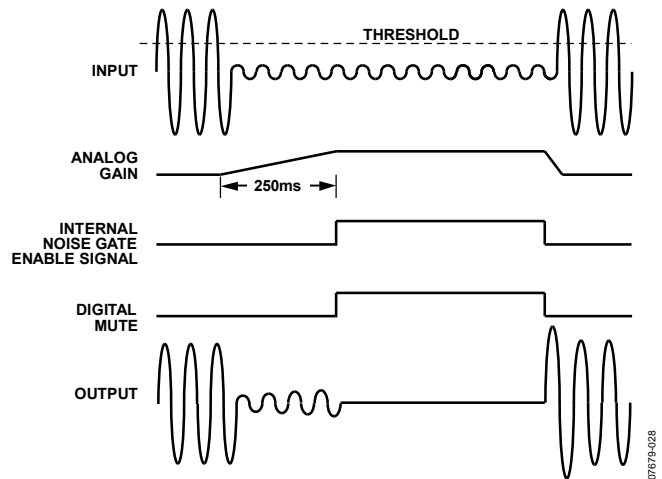 THRESHOLD
INPUT
ANALOG
GAIN
250ms
INTERNAL
NOISE GATE
ENABLE SIGNAL
DIGITAL
MUTE
OUTPUT
07679-028